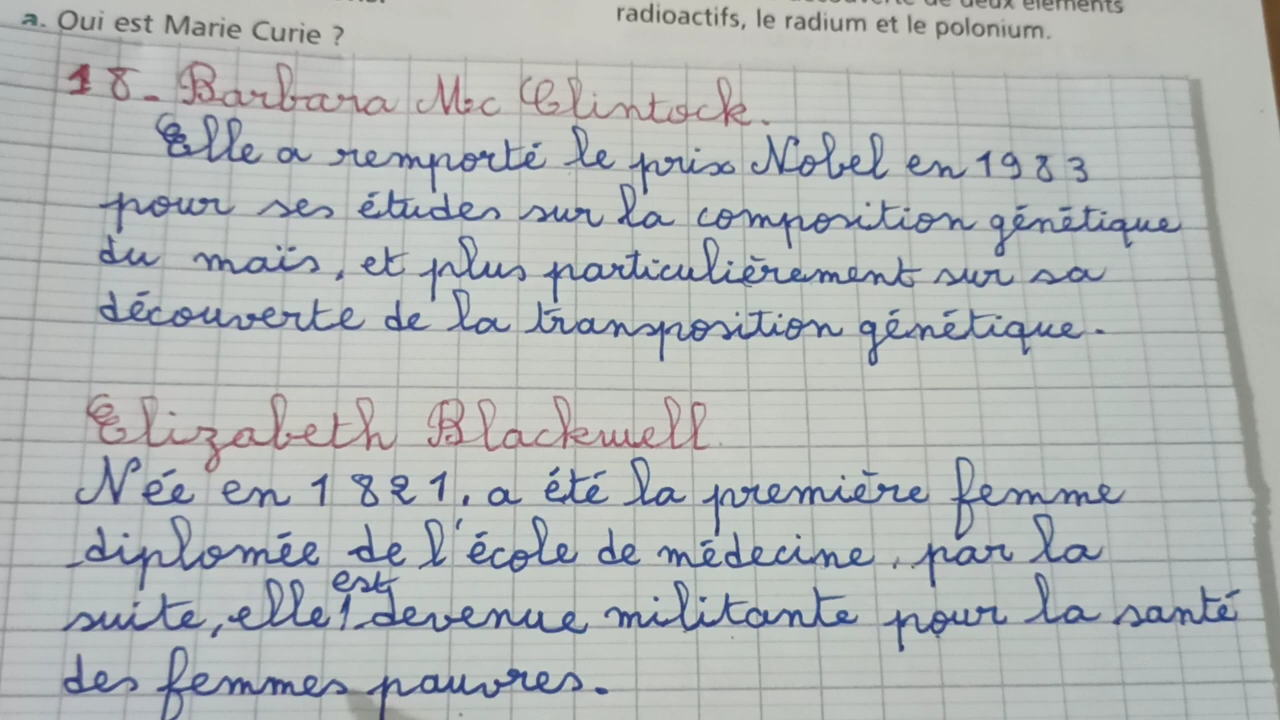 de deux éléments
a. Qui est Marie Curie ?
radioactifs, le radium et le polonium.
18. Barbara Mc Clintock.
Elle a remporté le prix Nobel en 1983
pour ses études sur la composition génétique
du maïs, et plus particulièrement sur sa
découverte de la transposition génétique.
Elizabeth Blackwell.
Née en 1821, a été la première femme
diplomée de l'école de médecine, par la
suite, elle est devenue militante pour la santé
des femmes pauvres.